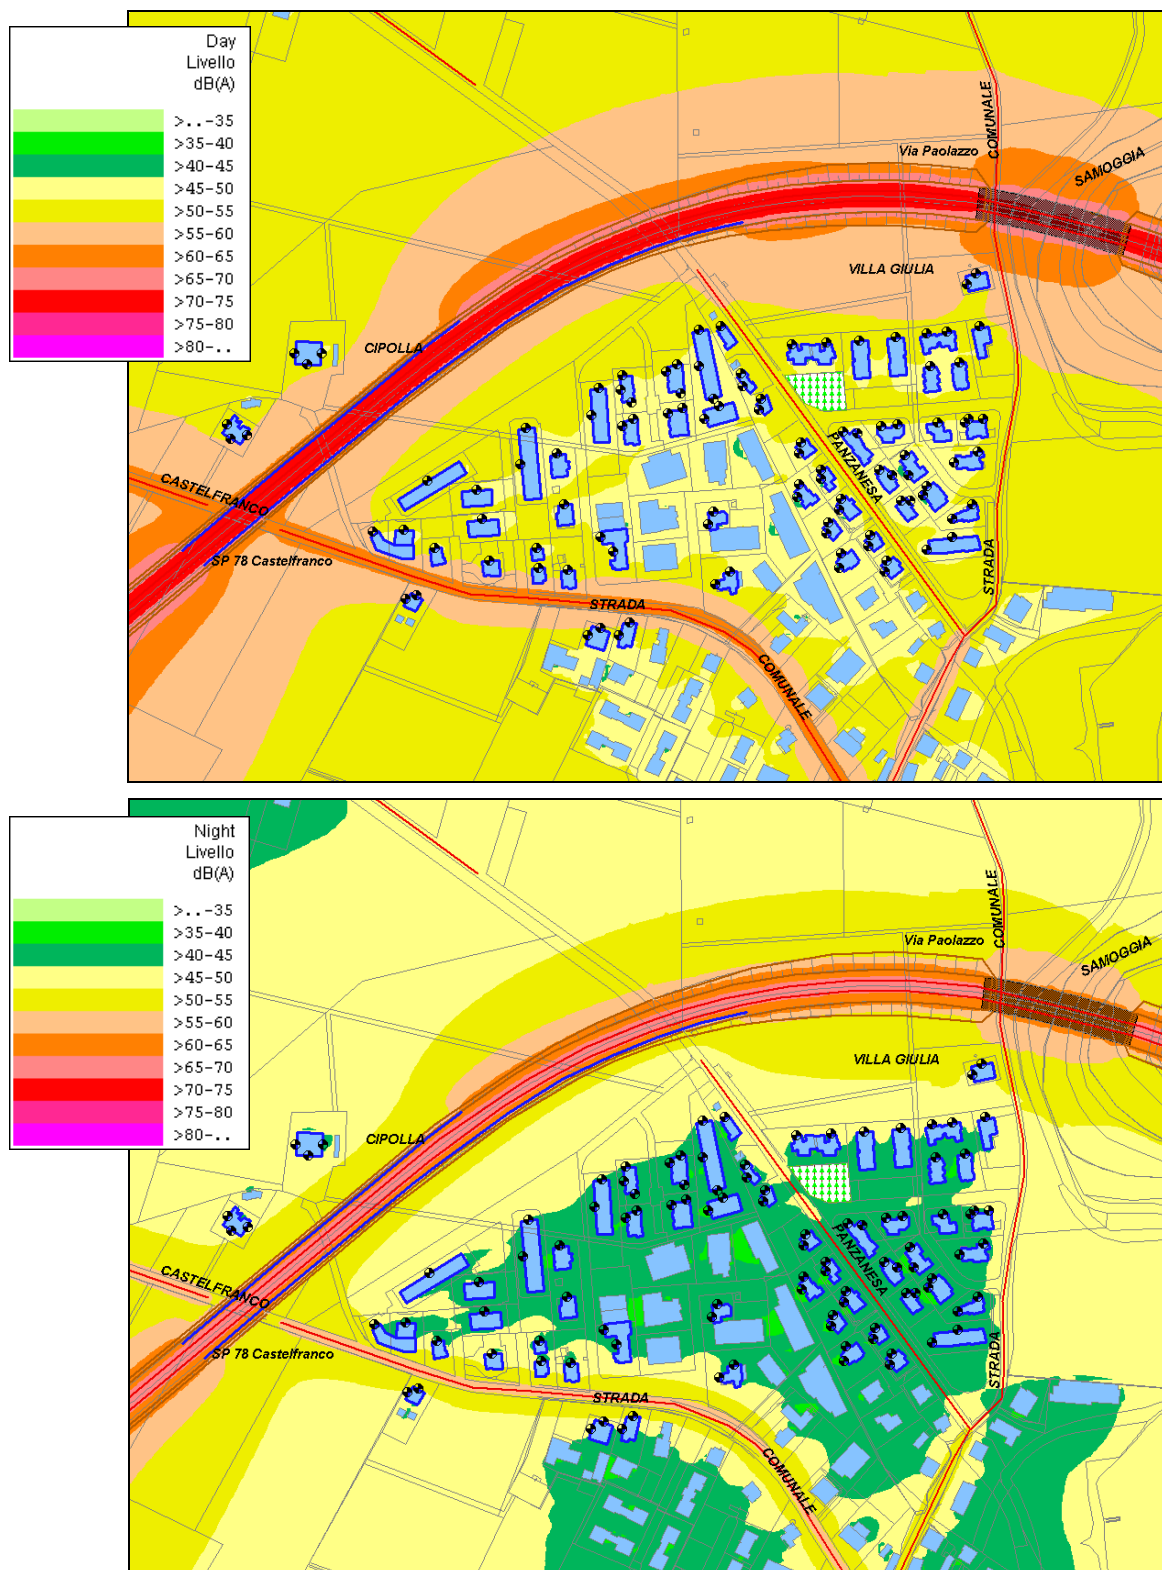 Day
Livello
dB(A)
>..-35
>35-40
>40-45
>45-50
>50-55
>55-60
>60-65
>65-70
>70-75
>75-80
>80-..
COMUNALE
Via Paolazzo
SAMOGGIA
VILLA GIULIA
CIPOLLA
PANZANESA
CASTELFRANCO
SP 78 Castelfranco
STRADA
STRADA
COMUNALE
Night
Livello
dB(A)
>..-35
>35-40
>40-45
>45-50
>50-55
>55-60
>60-65
>65-70
>70-75
>75-80
>80-..
COMUNALE
Via Paolazzo
SAMOGGIA
VILLA GIULIA
CIPOLLA
PANZANESA
CASTELFRANCO
SP 78 Castelfranco
STRADA
STRADA
COMUNALE